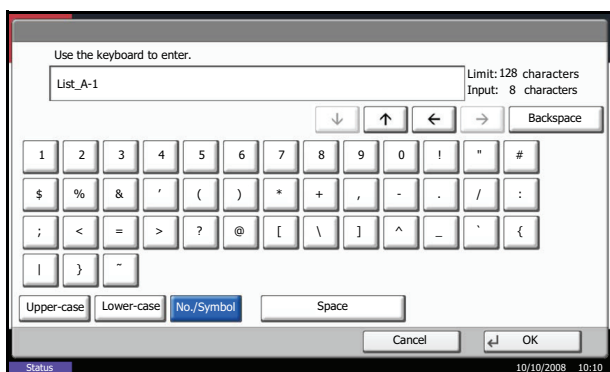 Use the keyboard to enter.
List_A-1
Limit: 128 characters
Input: 8 characters
Backspace
1 2 3 4 5 6 7 8 9 0 ! " #
$ % & ' ( ) * + , - . / :
; < = > ? @ [ \ ] ^ _ ` {
| } ~
Upper-case Lower-case No./Symbol Space
Cancel OK
Status 10/10/2008 10:10